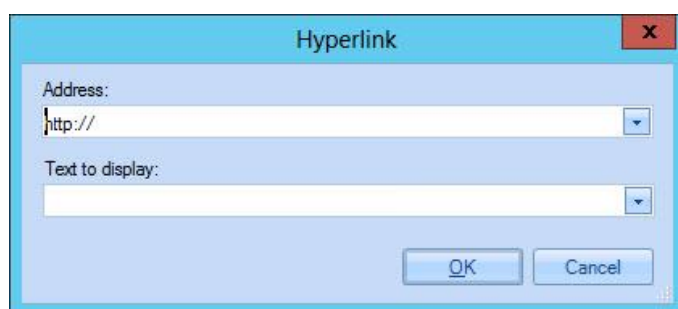 Hyperlink
x
Address:
http://
Text to display:
OK
Cancel